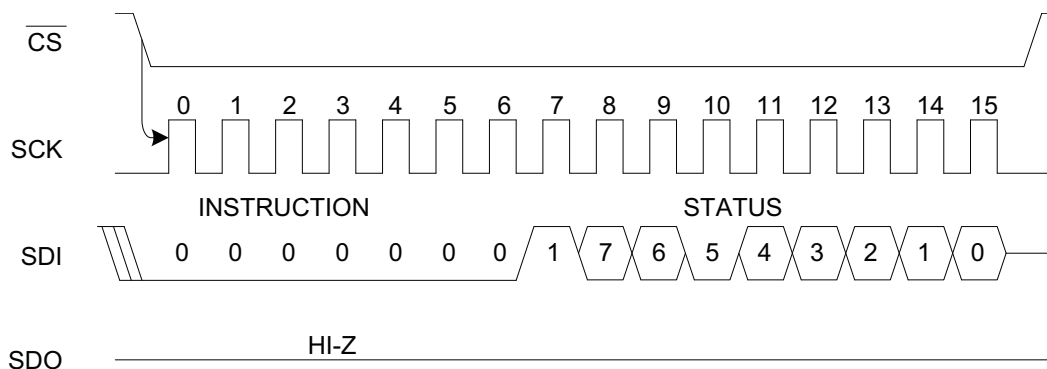 CS
0 1 2 3 4 5 6 7 8 9 10 11 12 13 14 15
SCK
INSTRUCTION STATUS
SDI 0 0 0 0 0 0 0 1 7 6 5 4 3 2 1 0
HI-Z
SDO